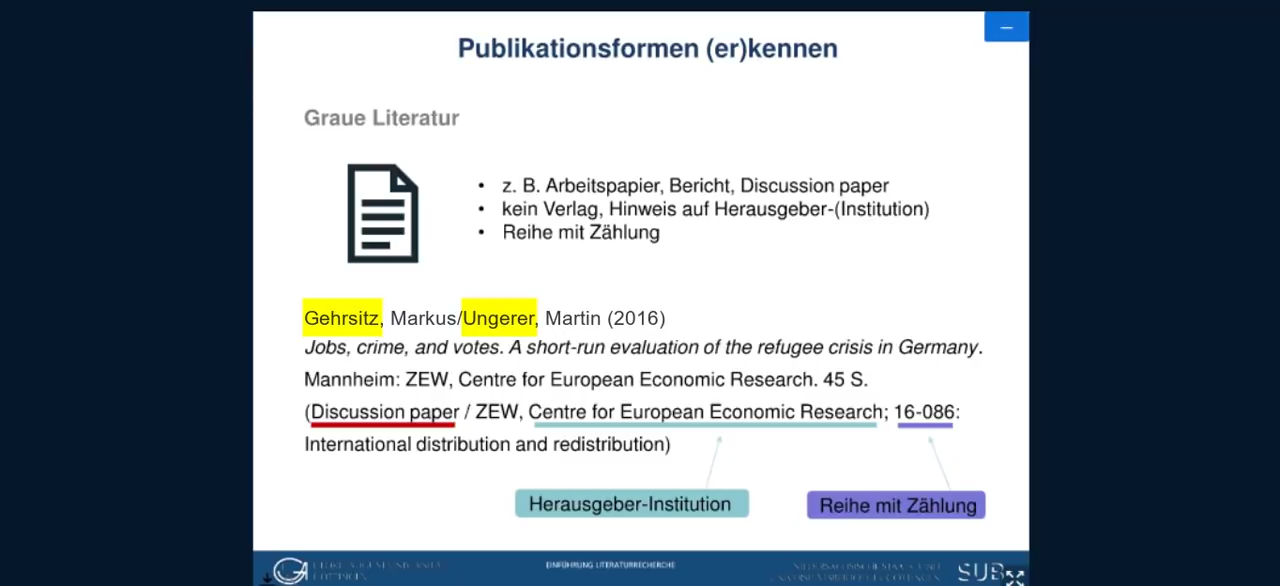 Publikationsformen (er)kennen
Graue Literatur
• z. B. Arbeitspapier, Bericht, Discussion paper
• kein Verlag, Hinweis auf Herausgeber-(Institution)
• Reihe mit Zählung
Gehrsitz, Markus/Ungerer, Martin (2016)
Jobs, crime, and votes. A short-run evaluation of the refugee crisis in Germany.
Mannheim: ZEW, Centre for European Economic Research. 45 S.
(Discussion paper / ZEW, Centre for European Economic Research; 16-086:
International distribution and redistribution)
Herausgeber-Institution
Reihe mit Zählung
EINFÜHRUNG LITERATURRECHERCHE
SUB